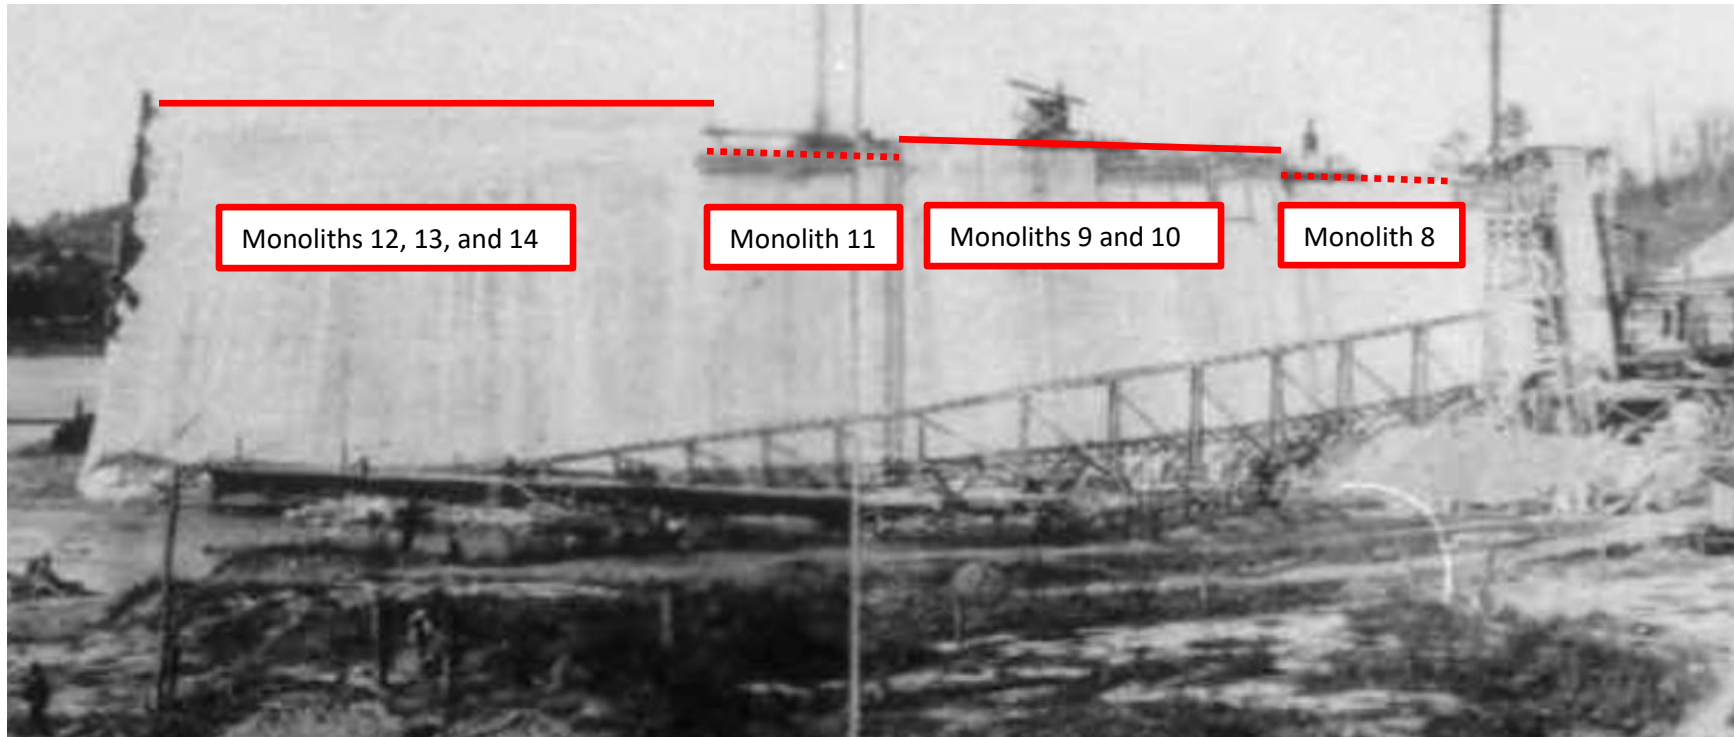 Monoliths 12, 13, and 14
Monolith 11
Monoliths 9 and 10
Monolith 8